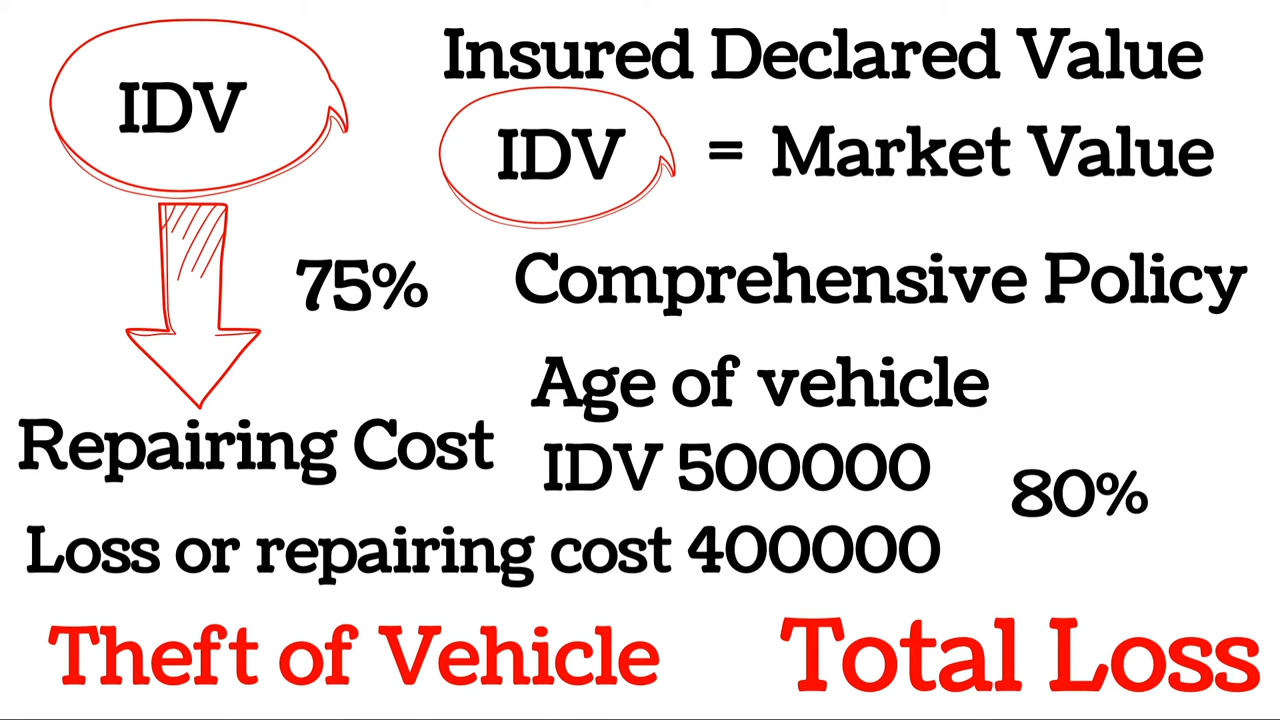 IDV
Insured Declared Value
IDV = Market Value
75%
Comprehensive Policy
Age of vehicle
Repairing Cost
IDV 500000
80%
Loss or repairing cost 400000
Theft of Vehicle
Total Loss